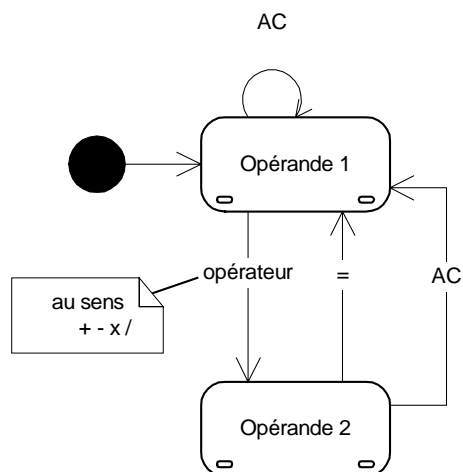 AC
Opérande 1
opérateur
=
AC
au sens
+ - x /
Opérande 2